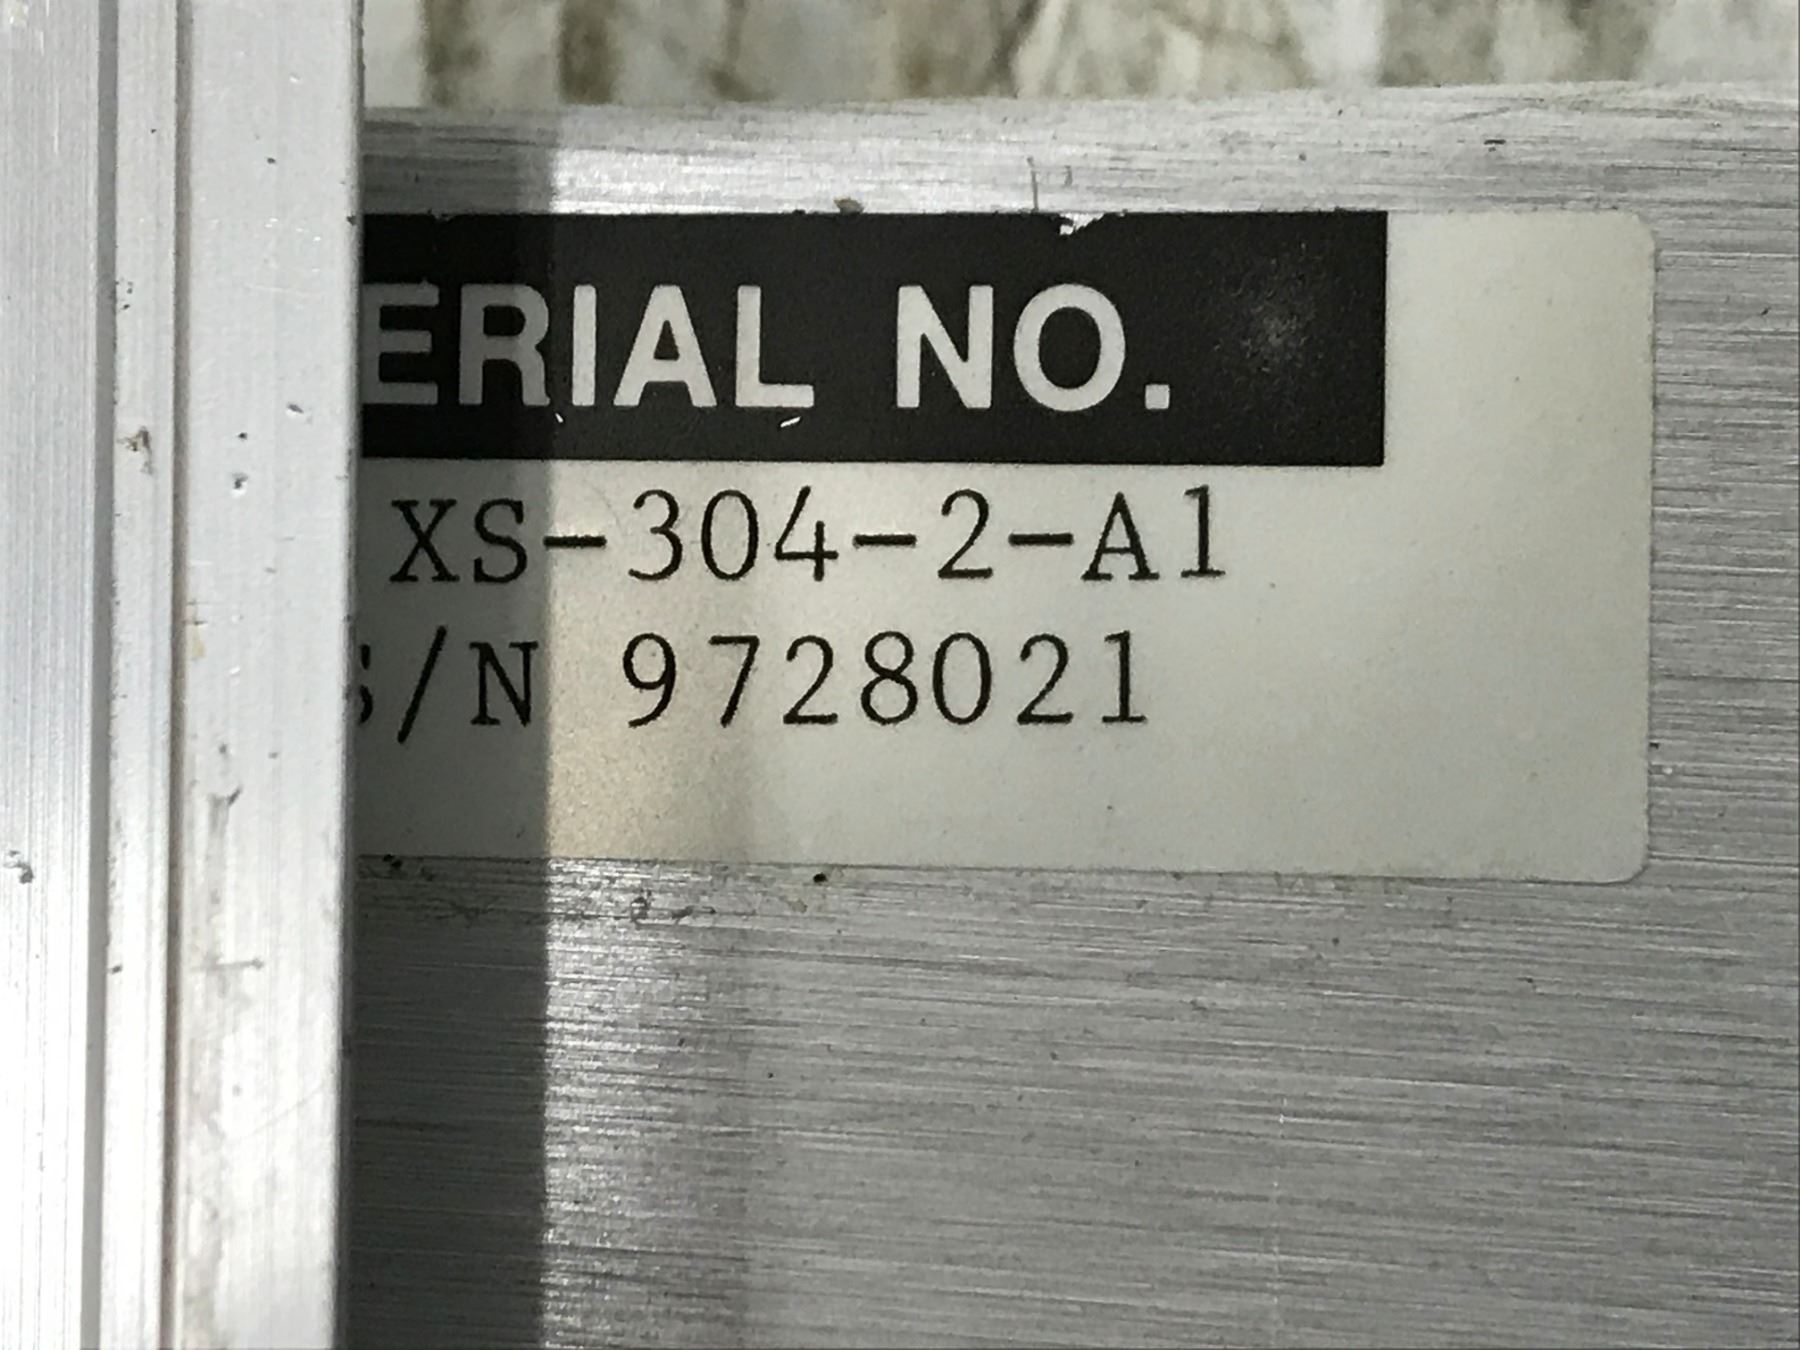 ERIAL NO.
XS-304-2-A1
S/N 9728021